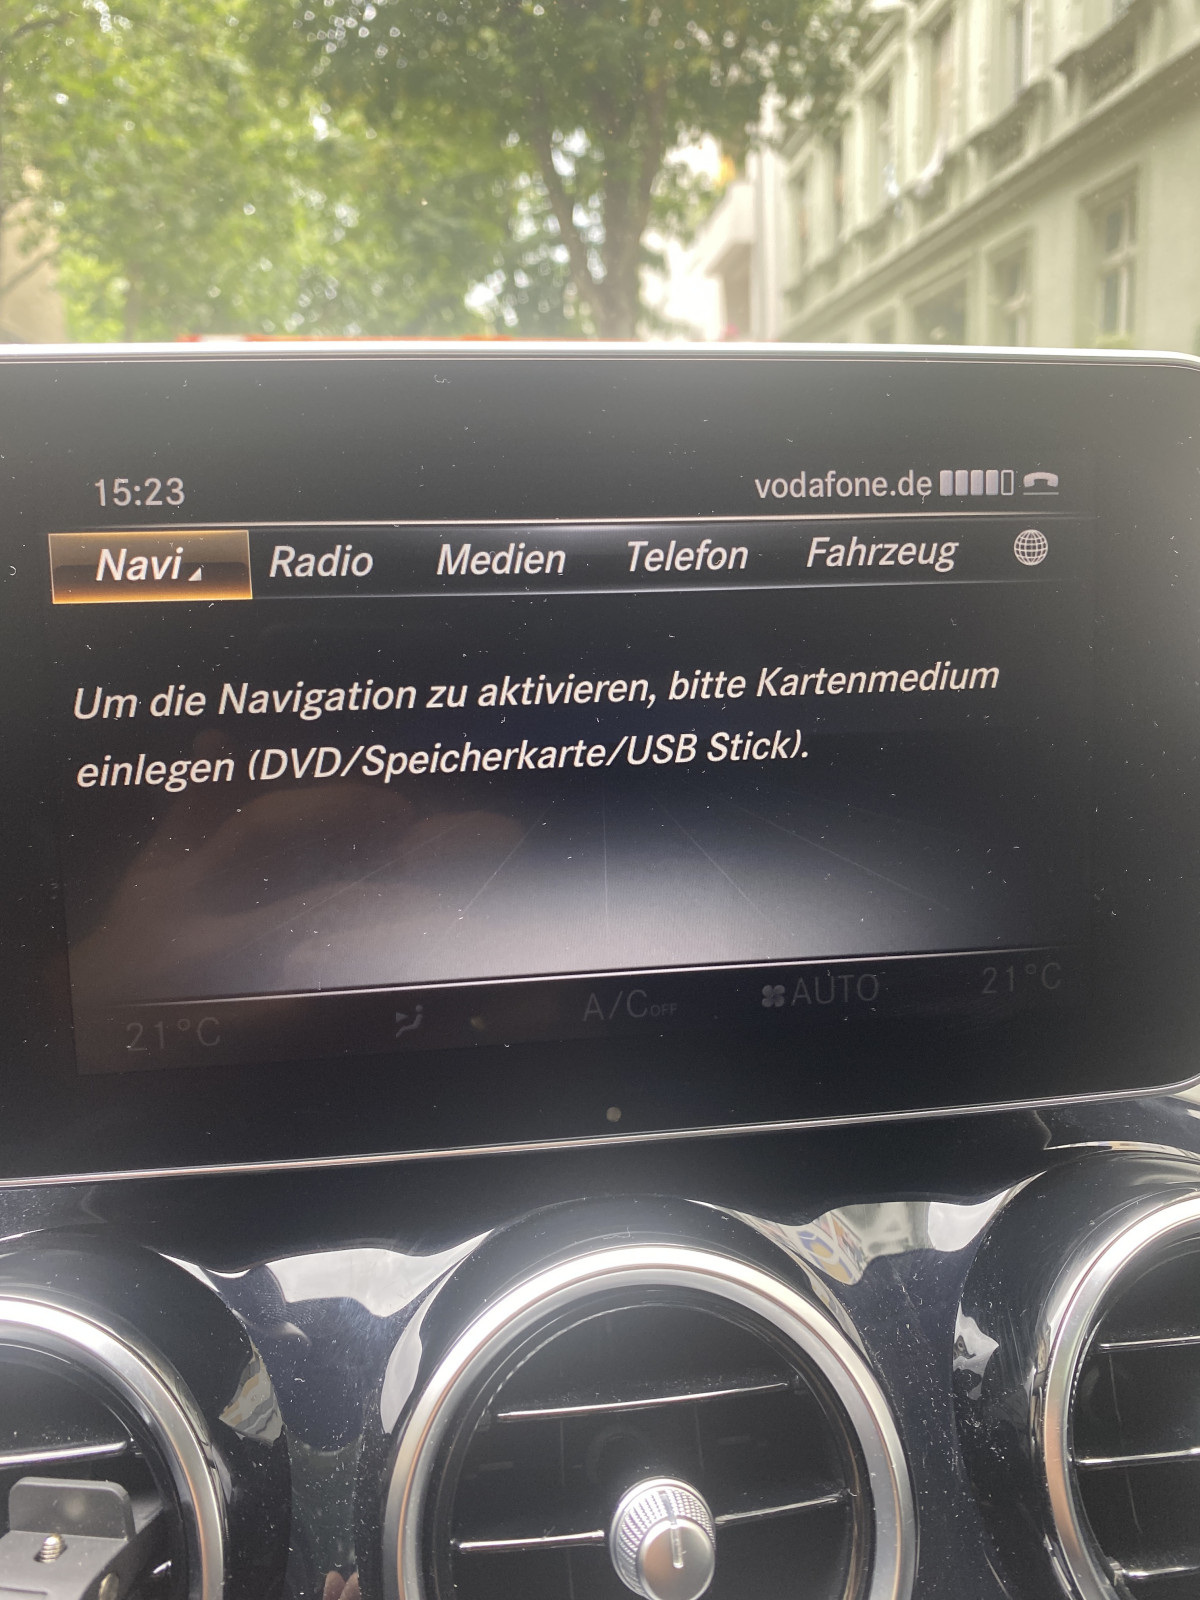 15:23 vodafone.de
Navi Radio Medien Telefon Fahrzeug
Um die Navigation zu aktivieren, bitte Kartenmedium
einlegen (DVD/Speicherkarte/USB Stick).
21°C A/C OFF AUTO 21°C